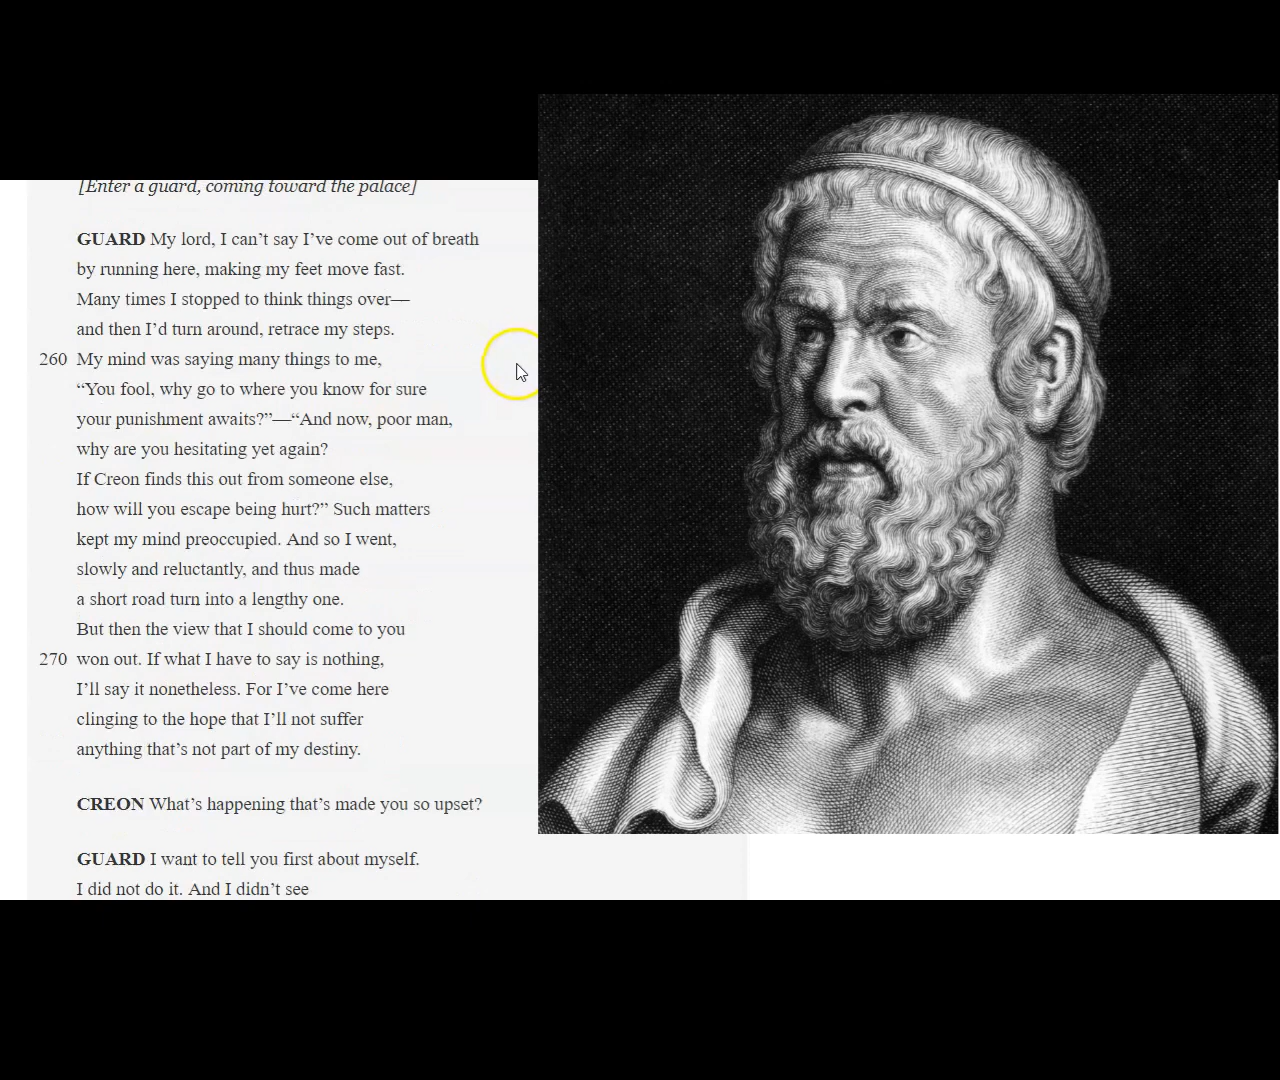 [Enter a guard, coming toward the palace]
GUARD My lord, I can’t say I’ve come out of breath
by running here, making my feet move fast.
Many times I stopped to think things over—
and then I’d turn around, retrace my steps.
260 My mind was saying many things to me,
“You fool, why go to where you know for sure
your punishment awaits?”—“And now, poor man,
why are you hesitating yet again?
If Creon finds this out from someone else,
how will you escape being hurt?” Such matters
kept my mind preoccupied. And so I went,
slowly and reluctantly, and thus made
a short road turn into a lengthy one.
But then the view that I should come to you
270 won out. If what I have to say is nothing,
I’ll say it nonetheless. For I’ve come here
clinging to the hope that I’ll not suffer
anything that’s not part of my destiny.
CREON What’s happening that’s made you so upset?
GUARD I want to tell you first about myself.
I did not do it. And I didn’t see